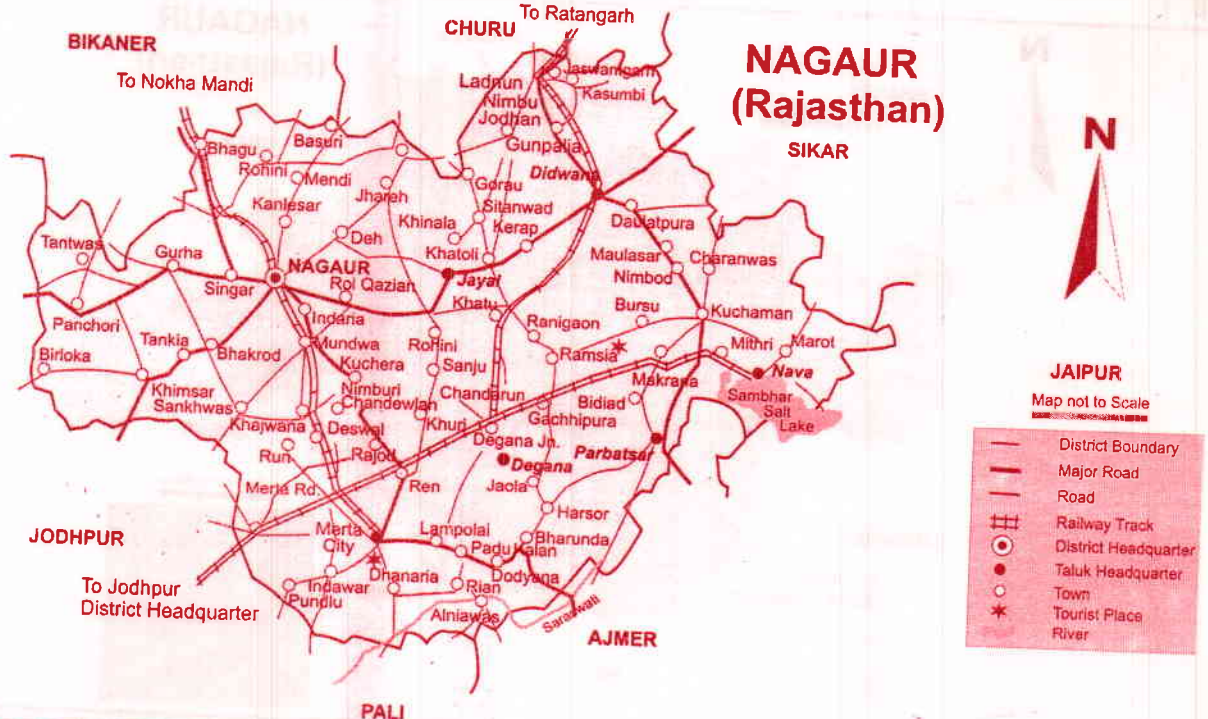 To Ratangarh
CHURU
BIKANER
NAGAUR
(Rajasthan)
SIKAR
N
To Nokha Mandi
Ladnun
Kasumbi
Nimbu
Jodhan
Basuri
Bhagu
Gunpalia
Rohini
Mendi
Didwana
Gorau
Jhareh
Kanlesar
Sitanwad
Khinala
Kerap
Daulatpura
Deh
Tantwas
Gurha
Khatoli
Maulasar
Charanwas
NAGAUR
Nimbod
Singar
Rol Qazian
Jayal
Khatu
Bursu
Kuchaman
Panchori
Indana
Ranigaon
Tankia
Mundwa
Rohini
Mithri
Marot
Birloka
Bhakrod
Ramsia
Kuchera
Sanju
Makrana
Nava
Khimsar
Nimburi
Chandarun
Sambhar
Salt
Lake
Sankhwas
Chandewlan
Bidiad
Khajwana
Deswal
Khuri
Gachhipura
Degana Jn.
Parbatsar
Run
Rajod
Degana
Merta Rd.
Ren
Jaola
Harsor
JODHPUR
Merta
City
Lampolai
Bharunda
Padu Kalan
Dodyana
To Jodhpur
District Headquarter
Indawar
Dhanaria
Rian
Pundlu
Alniawas
Saraswati
AJMER
PALI
JAIPUR
Map not to Scale
District Boundary
Major Road
Road
Railway Track
District Headquarter
Taluk Headquarter
Town
Tourist Place
River